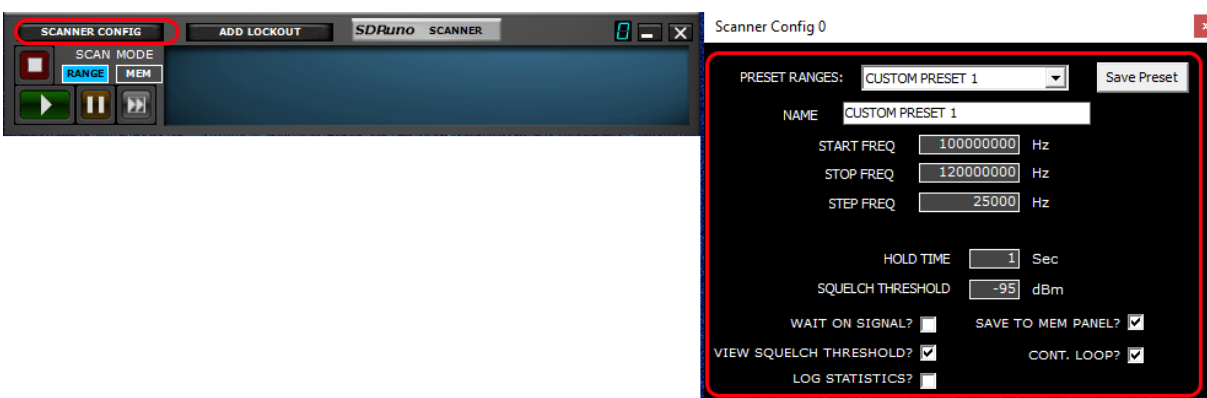 SCANNER CONFIG
ADD LOCKOUT
SDRuno SCANNER
0
X
SCAN MODE
RANGE MEM
Scanner Config 0
x
PRESET RANGES: CUSTOM PRESET 1 Save Preset
NAME CUSTOM PRESET 1
START FREQ 100000000 Hz
STOP FREQ 120000000 Hz
STEP FREQ 25000 Hz
HOLD TIME 1 Sec
SQUELCH THRESHOLD -95 dBm
WAIT ON SIGNAL? SAVE TO MEM PANEL?
VIEW SQUELCH THRESHOLD? CONT. LOOP?
LOG STATISTICS?